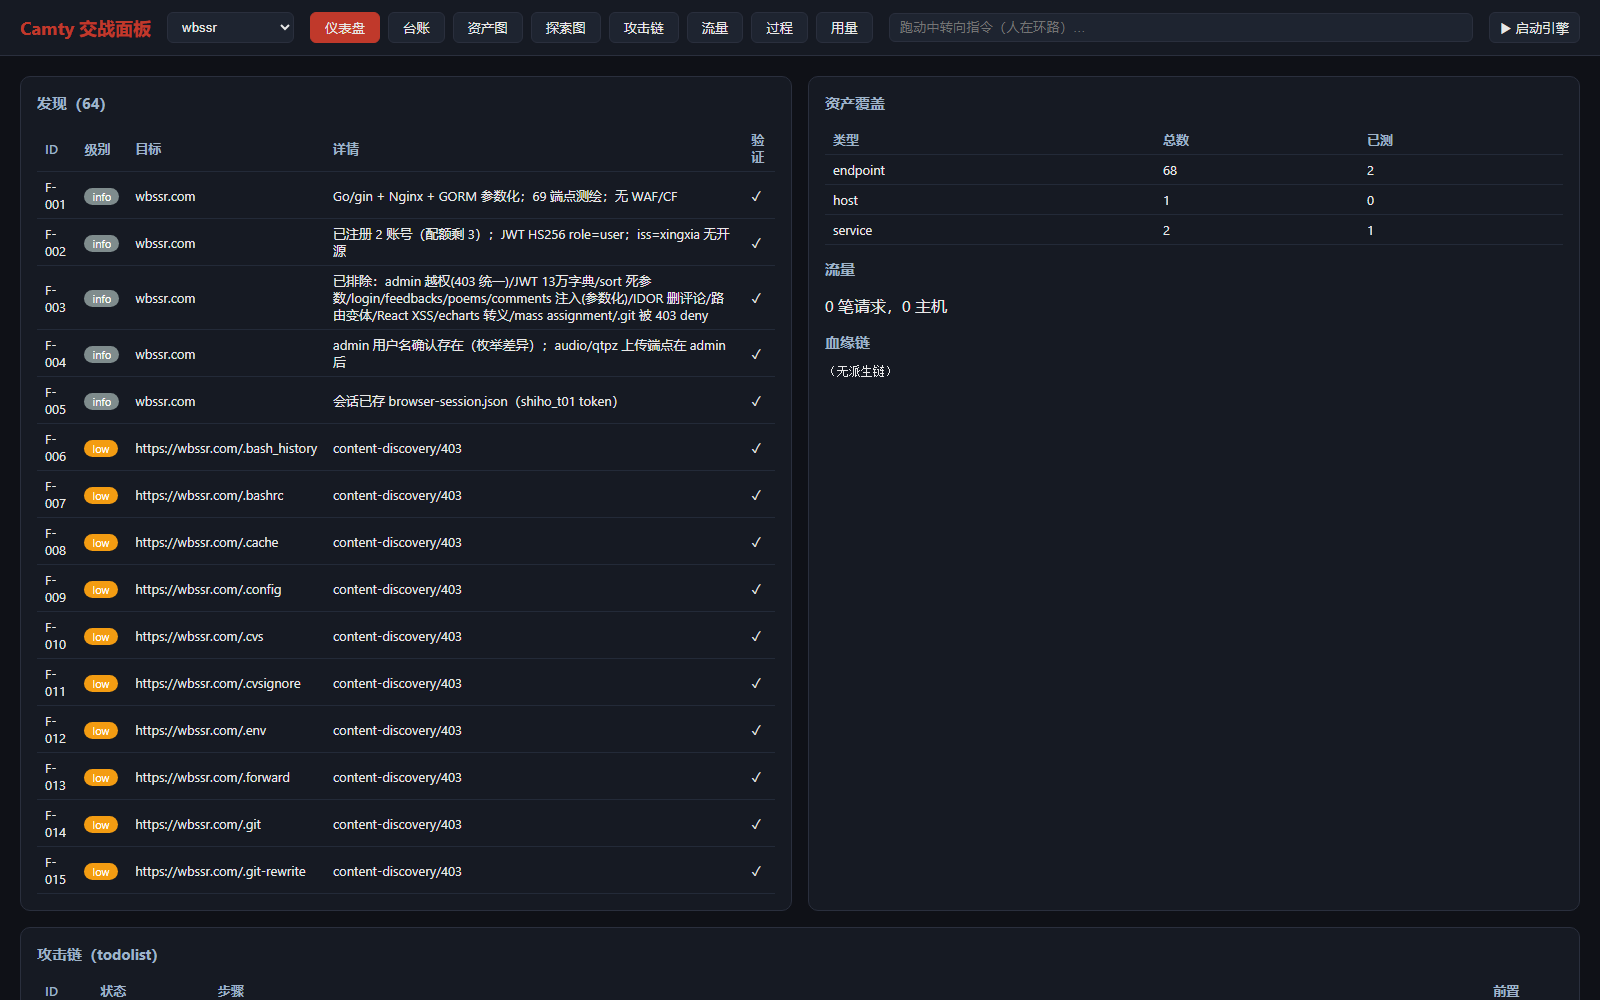 Camty 交战面板
wbssr
仪表盘
台账
资产图
探索图
攻击链
流量
过程
用量
跑动中转向指令（人在环路）…
▶ 启动引擎
发现（64）
ID 级别 目标 详情 验证
F-001 info wbssr.com Go/gin + Nginx + GORM 参数化；69 端点测绘；无 WAF/CF ✓
F-002 info wbssr.com 已注册 2 账号（配额剩 3）；JWT HS256 role=user；iss=xingxia 无开源 ✓
F-003 info wbssr.com 已排除：admin 越权(403 统一)/JWT 13万字典/sort 死参数/login/feedbacks/poems/comments 注入(参数化)/IDOR 删评论/路由变体/React XSS/echarts 转义/mass assignment/.git 被 403 deny ✓
F-004 info wbssr.com admin 用户名确认存在（枚举差异）；audio/qtpz 上传端点在 admin 后 ✓
F-005 info wbssr.com 会话已存 browser-session.json（shiho_t01 token） ✓
F-006 low https://wbssr.com/.bash_history content-discovery/403 ✓
F-007 low https://wbssr.com/.bashrc content-discovery/403 ✓
F-008 low https://wbssr.com/.cache content-discovery/403 ✓
F-009 low https://wbssr.com/.config content-discovery/403 ✓
F-010 low https://wbssr.com/.cvs content-discovery/403 ✓
F-011 low https://wbssr.com/.cvsignore content-discovery/403 ✓
F-012 low https://wbssr.com/.env content-discovery/403 ✓
F-013 low https://wbssr.com/.forward content-discovery/403 ✓
F-014 low https://wbssr.com/.git content-discovery/403 ✓
F-015 low https://wbssr.com/.git-rewrite content-discovery/403 ✓
资产覆盖
类型 总数 已测
endpoint 68 2
host 1 0
service 2 1
流量
0 笔请求，0 主机
血缘链
（无派生链）
攻击链（todolist）
ID 状态 步骤 前置